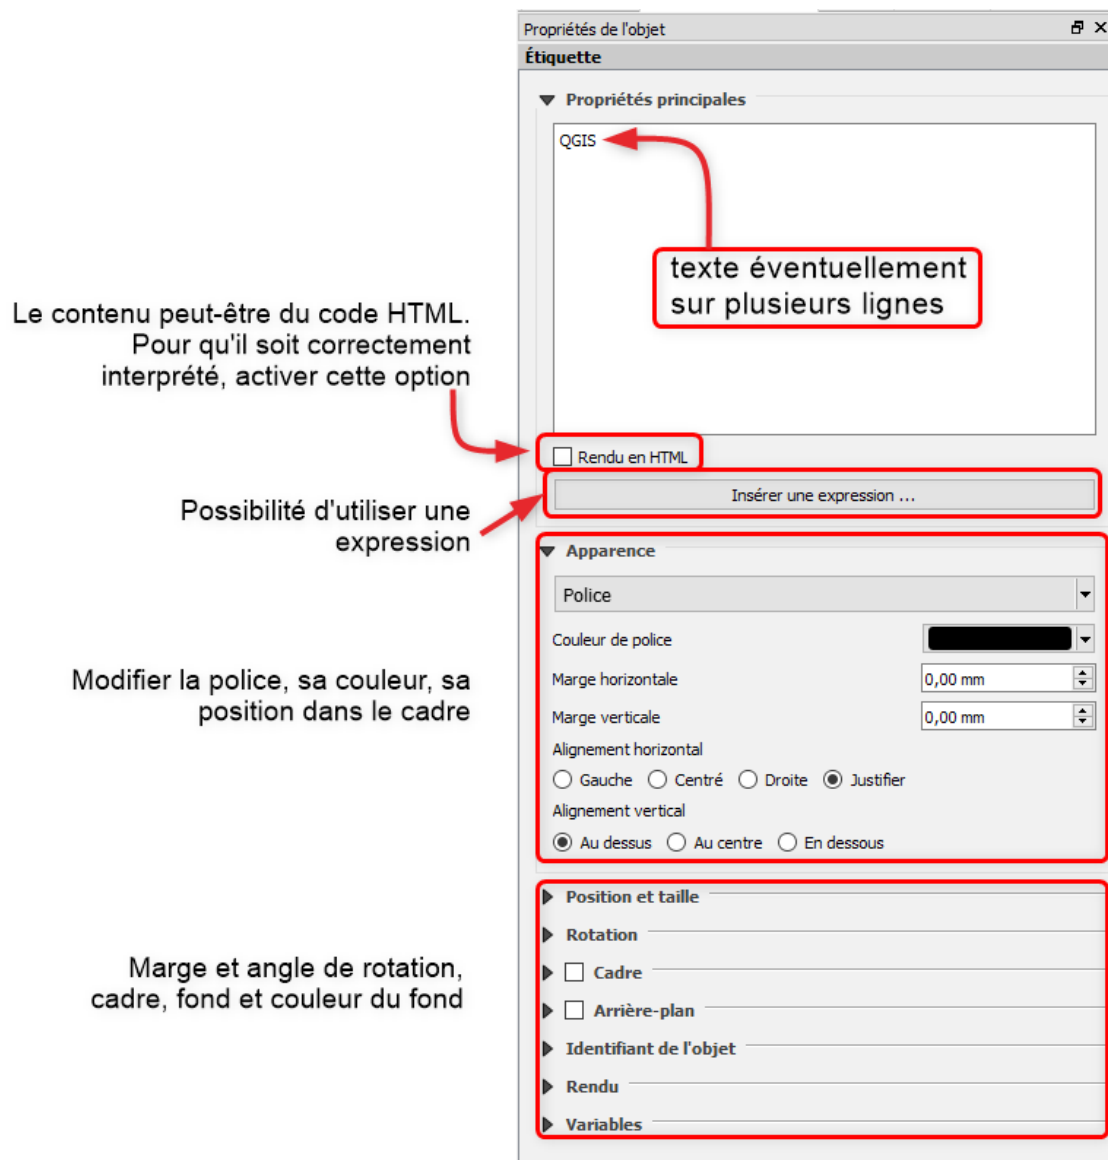 Propriétés de l'objet
Étiquette
Propriétés principales
QGIS
texte éventuellement
sur plusieurs lignes
Le contenu peut-être du code HTML.
Pour qu'il soit correctement
interprété, activer cette option
Rendu en HTML
Insérer une expression ...
Possibilité d'utiliser une
expression
Apparence
Police
Couleur de police
Marge horizontale 0,00 mm
Marge verticale 0,00 mm
Modifier la police, sa couleur, sa
position dans le cadre
Alignement horizontal
Gauche Centré Droite Justifier
Alignement vertical
Au dessus Au centre En dessous
Position et taille
Rotation
Cadre
Arrière-plan
Identifiant de l'objet
Rendu
Variables
Marge et angle de rotation,
cadre, fond et couleur du fond